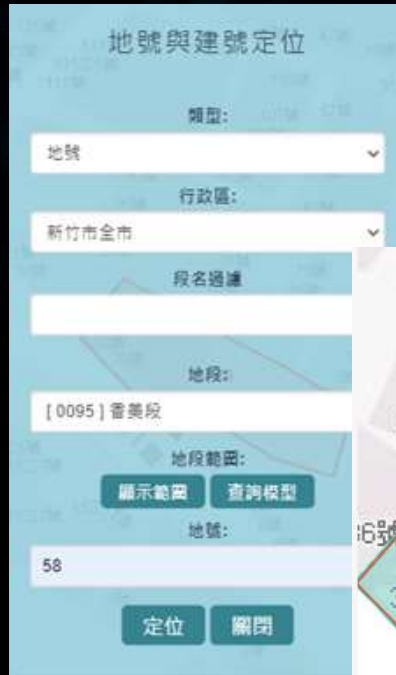 地號與建號定位
類型:
地號
行政區:
新竹市全市
段名過濾
地段:
[ 0095 ] 香美段
地段範圍:
顯示範圍 查詢模型
地號:
58
定位 關閉